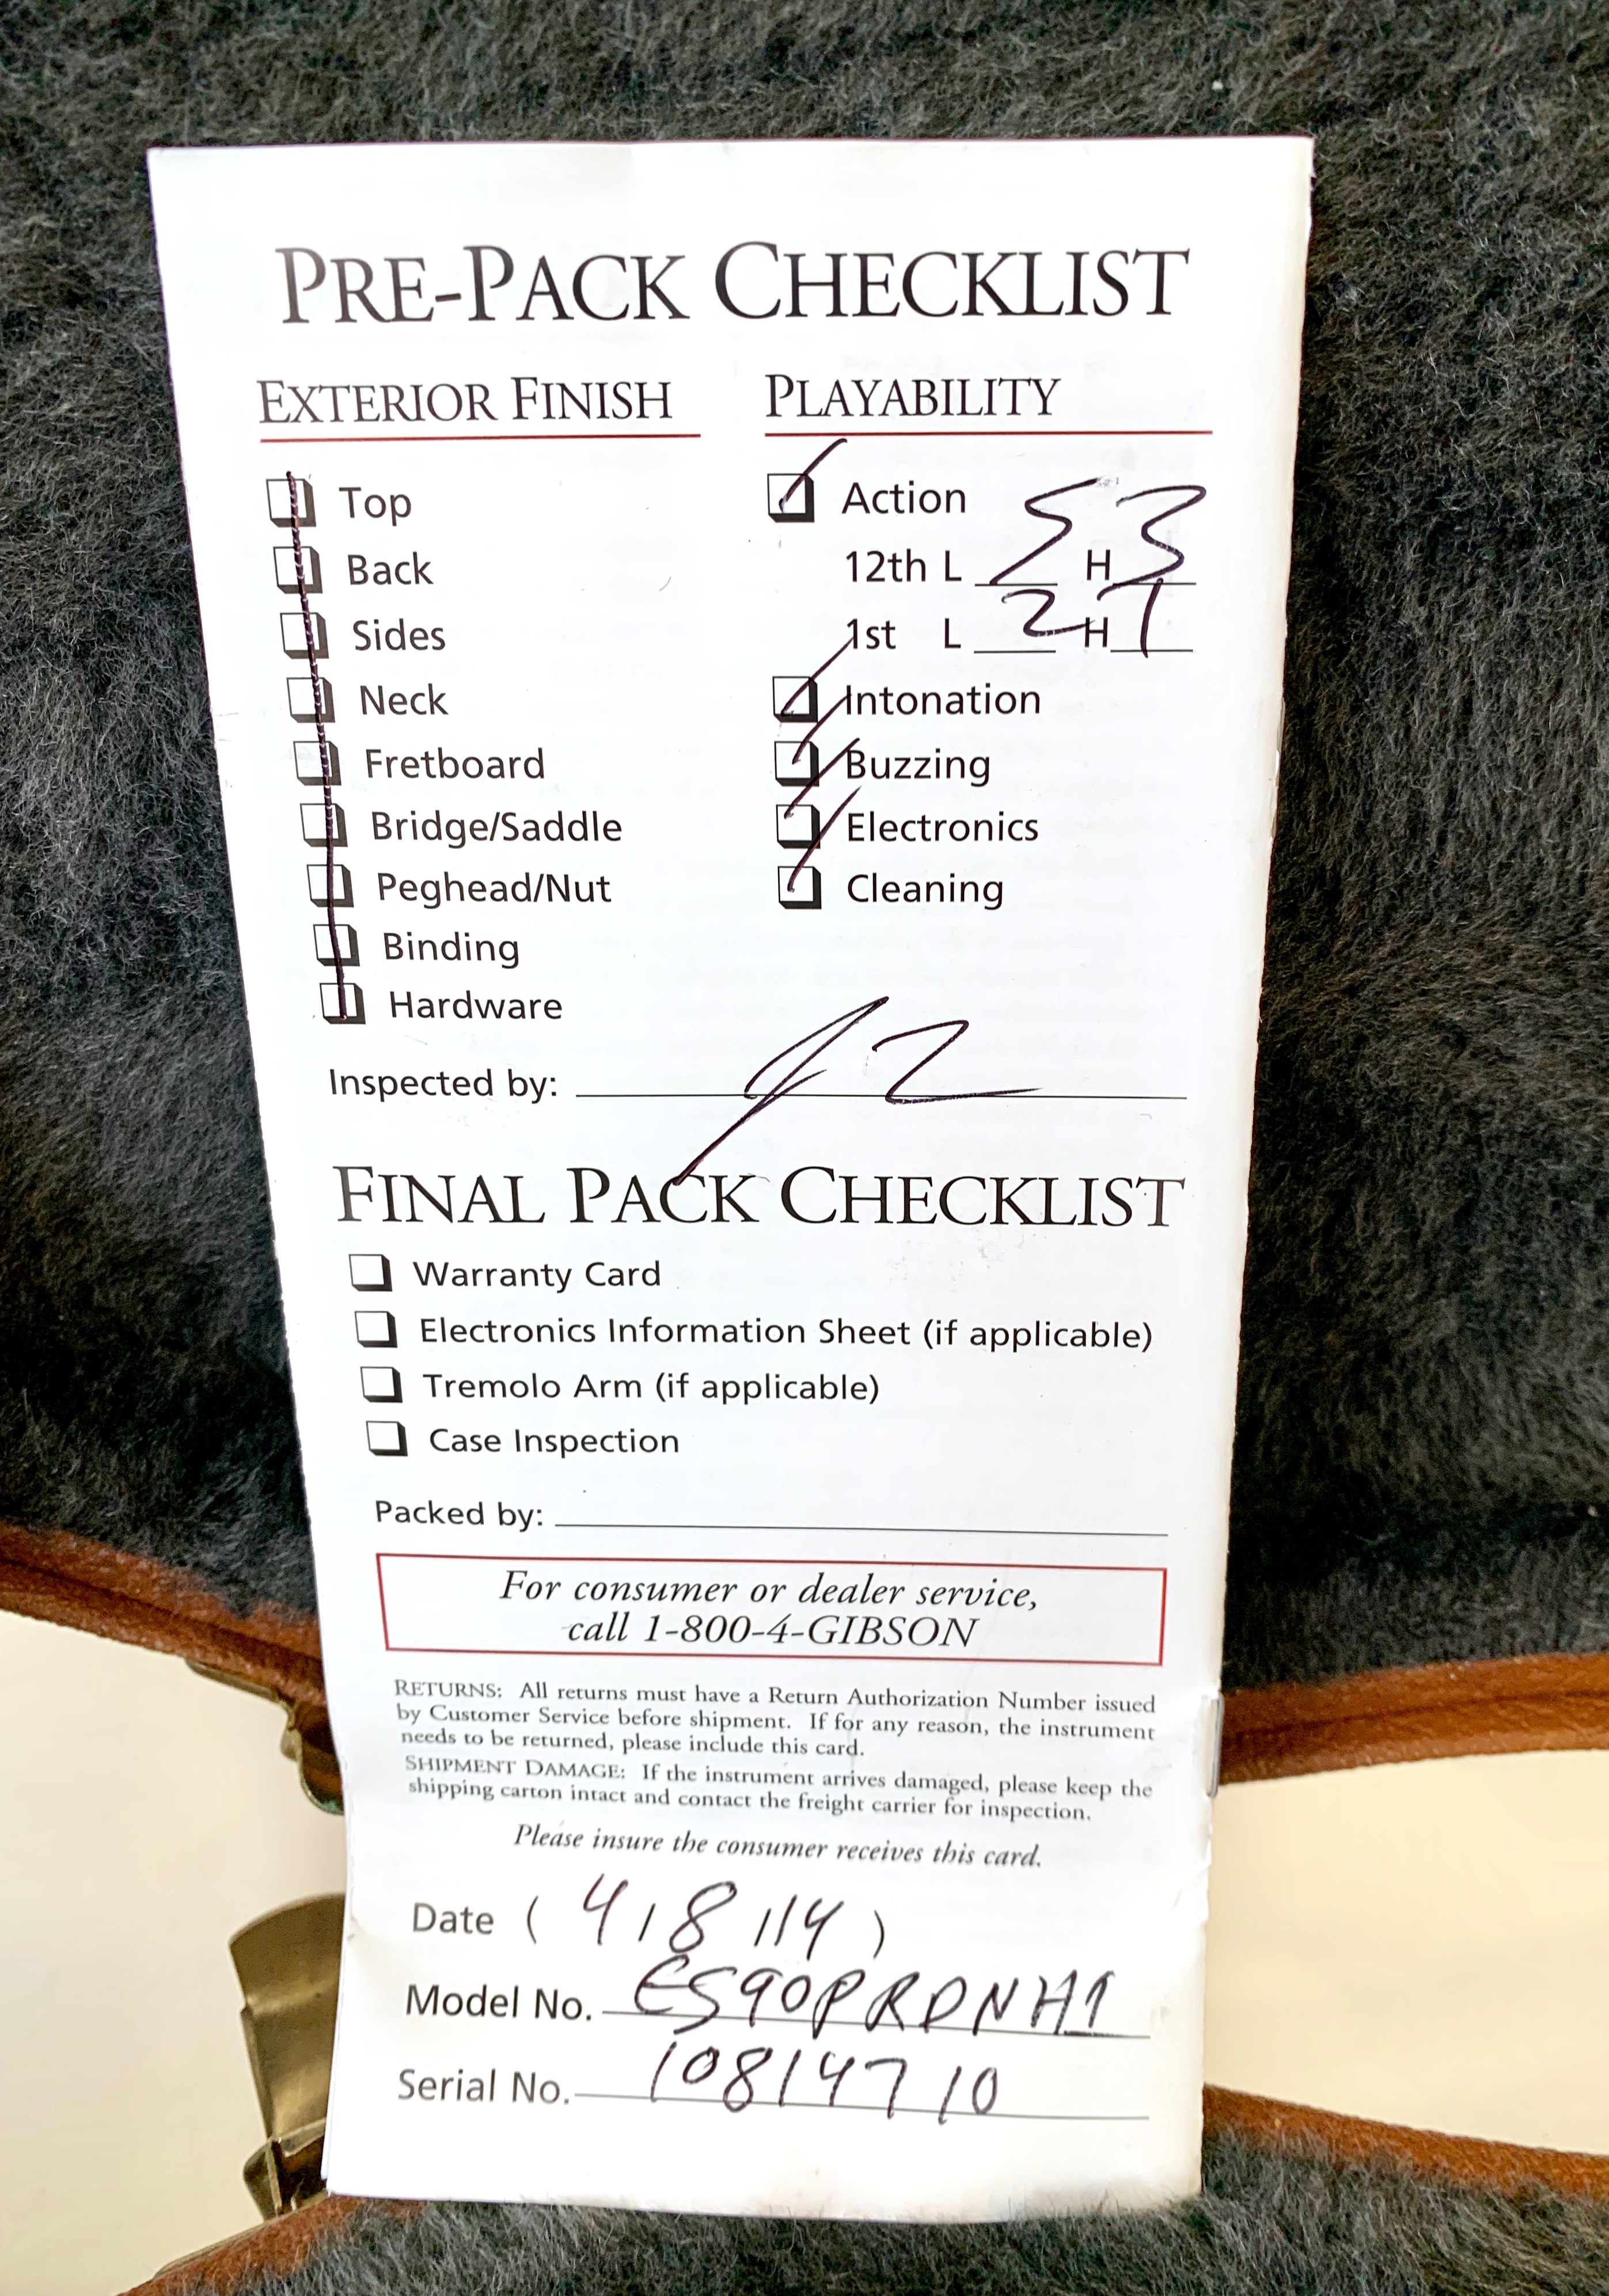 PRE-PACK CHECKLIST
EXTERIOR FINISH
Top
Back
Sides
Neck
Fretboard
Bridge/Saddle
Peghead/Nut
Binding
Hardware
PLAYABILITY
Action
12th L 5 H 3
1st L 2 H 1
Intonation
Buzzing
Electronics
Cleaning
Inspected by:
FINAL PACK CHECKLIST
Warranty Card
Electronics Information Sheet (if applicable)
Tremolo Arm (if applicable)
Case Inspection
Packed by:
For consumer or dealer service,
call 1-800-4-GIBSON
RETURNS: All returns must have a Return Authorization Number issued
by Customer Service before shipment. If for any reason, the instrument
needs to be returned, please include this card.
SHIPMENT DAMAGE: If the instrument arrives damaged, please keep the
shipping carton intact and contact the freight carrier for inspection.
Please insure the consumer receives this card.
Date ( 4 / 8 / 14 )
Model No. ES90PRDNH1
Serial No. 10814710